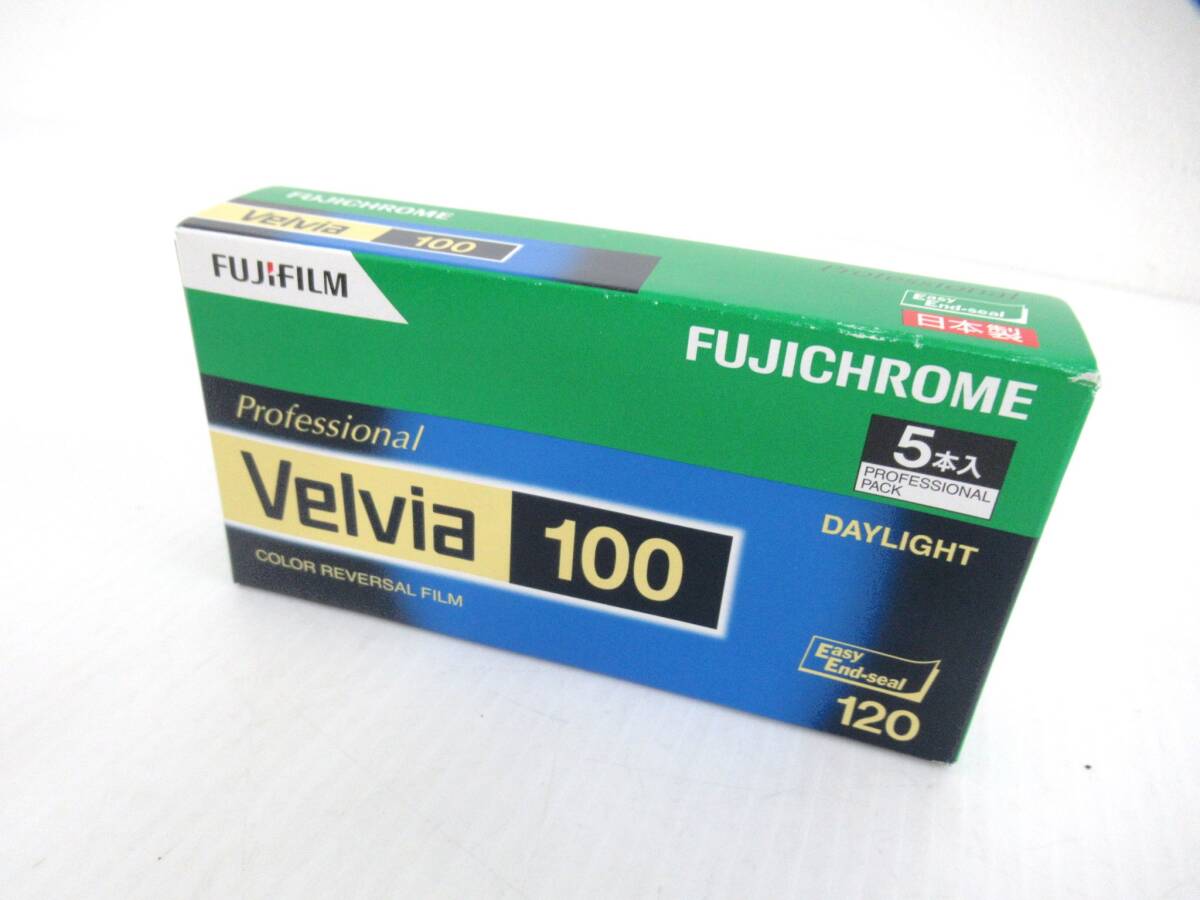 FUJICHROME
Velvia 100
Professional
Easy
End-seal
日本製
FUJIFILM
FUJICHROME
5本入
PROFESSIONAL
PACK
Professional
Velvia 100
COLOR REVERSAL FILM
DAYLIGHT
Easy
End-seal
120